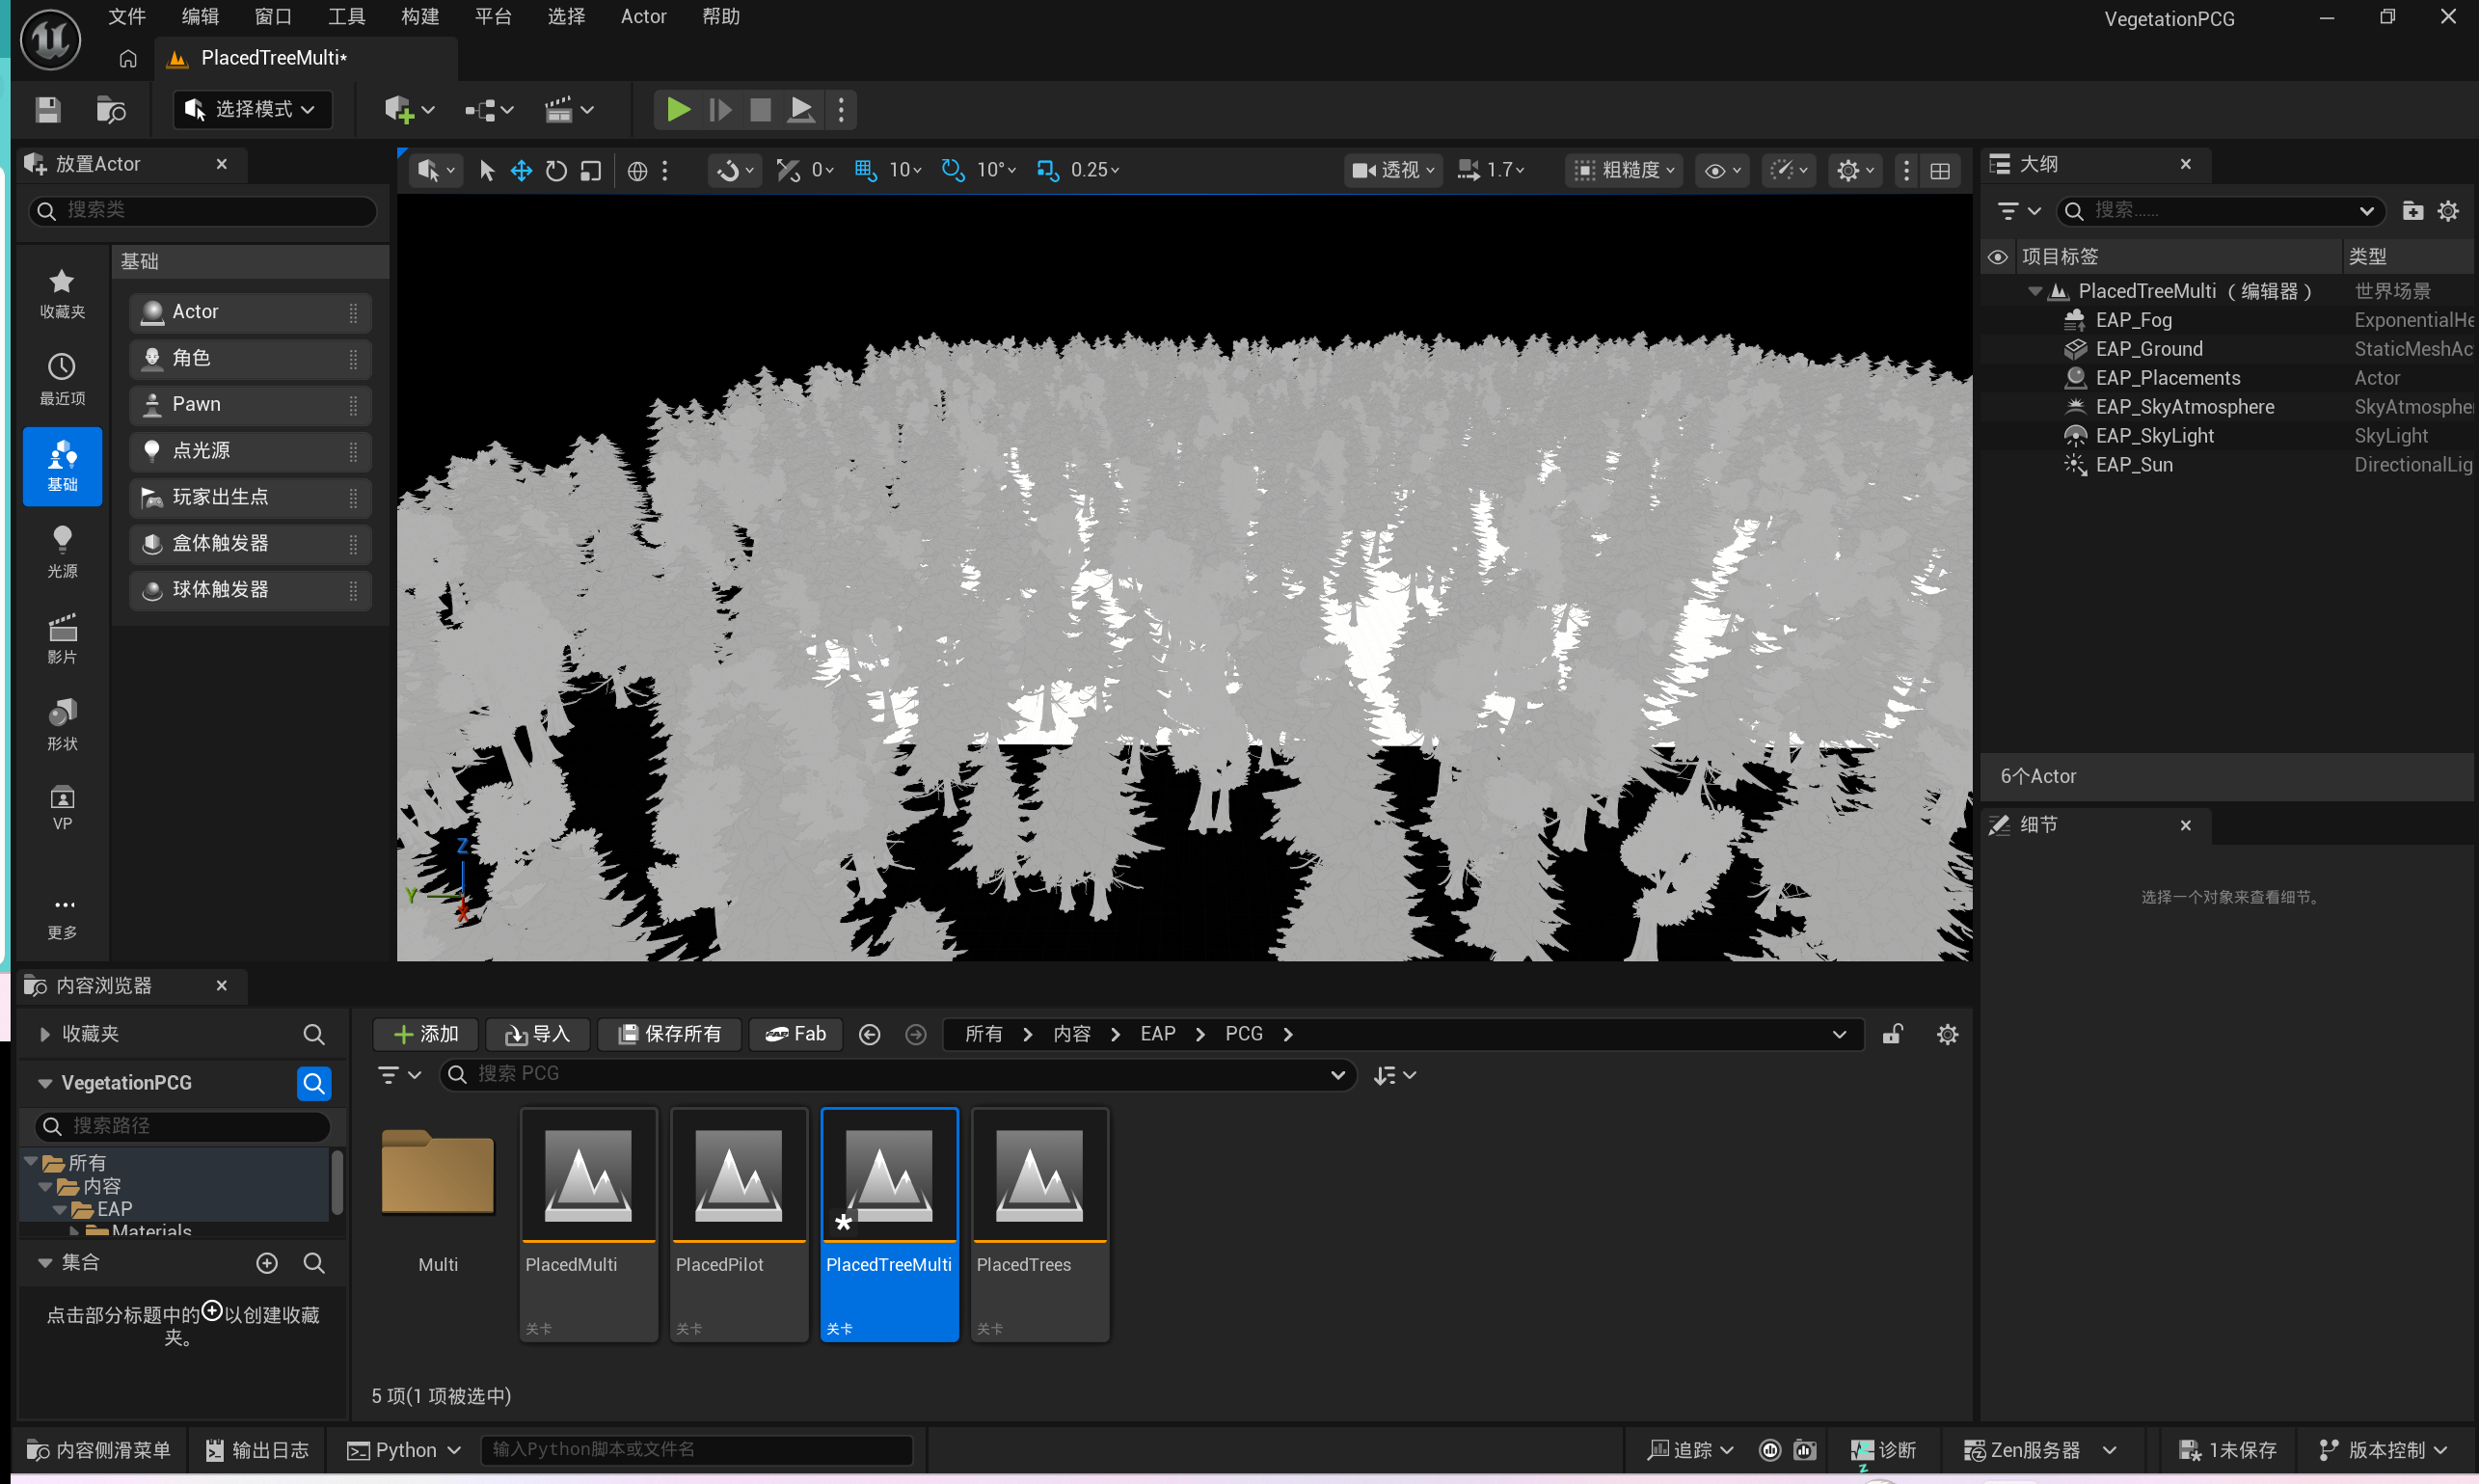 文件 编辑 窗口 工具 构建 平台 选择 Actor 帮助
VegetationPCG
PlacedTreeMulti*
选择模式
放置Actor
搜索类
基础
收藏夹
最近项
基础
光源
影片
形状
VP
更多
Actor
角色
Pawn
点光源
玩家出生点
盒体触发器
球体触发器
0 10 10° 0.25 透视 1.7 粗糙度
Z
Y
X
大纲
搜索......
项目标签 类型
PlacedTreeMulti（编辑器） 世界场景
EAP_Fog ExponentialHe
EAP_Ground StaticMeshAc
EAP_Placements Actor
EAP_SkyAtmosphere SkyAtmosphe
EAP_SkyLight SkyLight
EAP_Sun DirectionalLig
6个Actor
细节
选择一个对象来查看细节。
内容浏览器
收藏夹
VegetationPCG
搜索路径
所有
内容
EAP
Materials
集合
点击部分标题中的以创建收藏
夹。
添加 导入 保存所有 Fab 所有 内容 EAP PCG
搜索 PCG
Multi PlacedMulti PlacedPilot PlacedTreeMulti PlacedTrees
关卡 关卡 关卡 关卡
5 项(1 项被选中)
内容侧滑菜单 输出日志 Python 输入Python脚本或文件名 追踪 诊断 Zen服务器 1未保存 版本控制